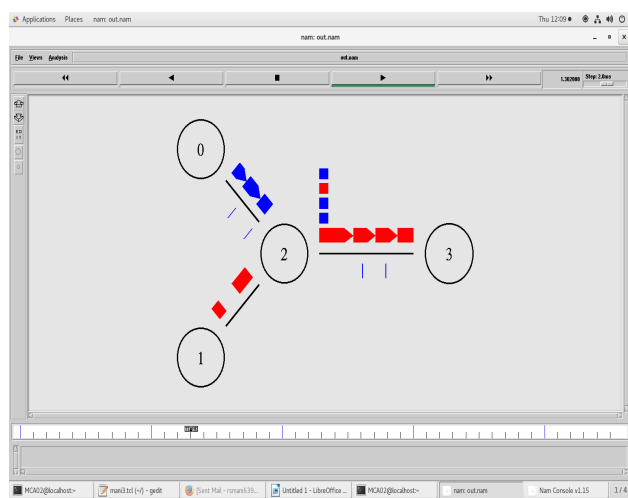 Applications Places nam: out.nam Thu 12:09
nam: out.nam
File Views Analysis out.nam
1.302000 Step: 2.0ms
0
2
3
1
MCA02@localhost:~ mani3.tcl (~/) - gedit [Sent Mail - rsmani639... Untitled 1 - LibreOffice ... MCA02@localhost:~ nam: out.nam Nam Console v1.15 1 / 4